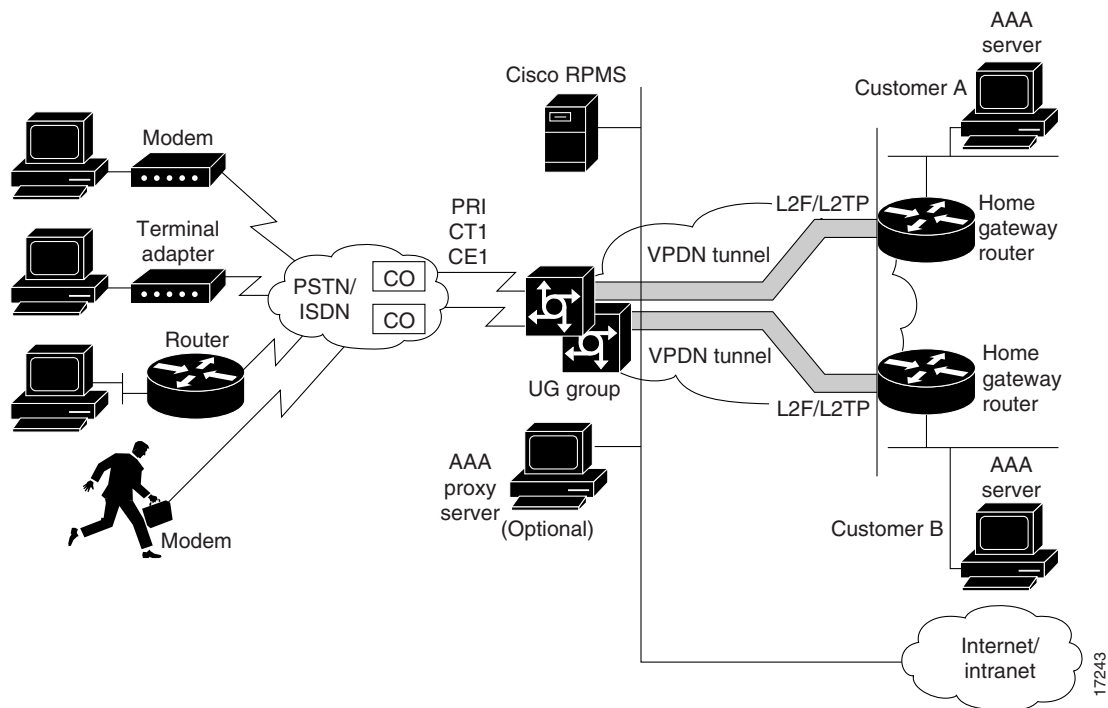 AAA
server
Cisco RPMS
Customer A
Modem
PRI
CT1
CE1
L2F/L2TP
Home
gateway
router
Terminal
adapter
VPDN tunnel
PSTN/
ISDN
CO
CO
Router
VPDN tunnel
Home
gateway
router
UG group
L2F/L2TP
AAA
proxy
server
(Optional)
AAA
server
Customer B
Modem
Internet/
intranet
17243